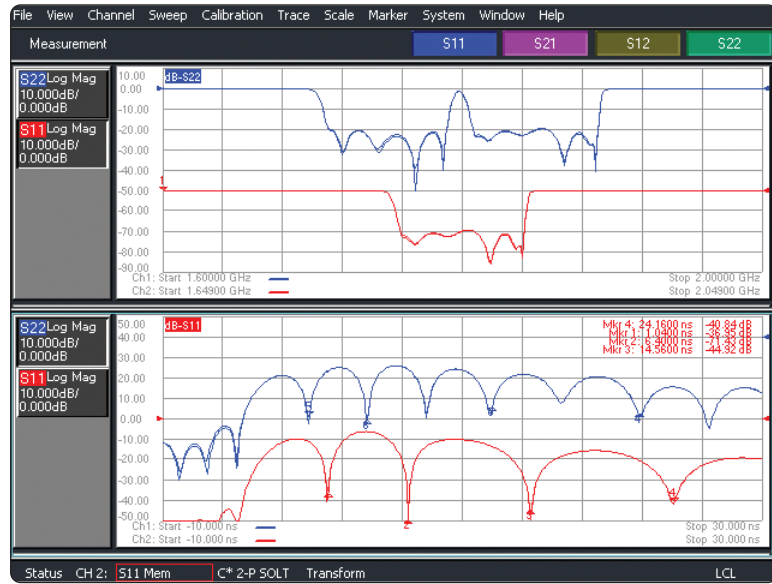 File View Channel Sweep Calibration Trace Scale Marker System Window Help
Measurement S11 S21 S12 S22
S22 Log Mag
10.000dB/
0.000dB
S11 Log Mag
10.000dB/
0.000dB
dB-S22
10.00
0.00
-10.00
-20.00
-30.00
-40.00
-50.00
-60.00
-70.00
-80.00
-90.00
1
Ch1: Start 1.60000 GHz
Stop 2.00000 GHz
Ch2: Start 1.64900 GHz
Stop 2.04900 GHz
S22 Log Mag
10.000dB/
0.000dB
S11 Log Mag
10.000dB/
0.000dB
dB-S11
50.00
40.00
30.00
20.00
10.00
0.00
-10.00
-20.00
-30.00
-40.00
-50.00
Mkr 4: 24.1600 ns -40.84 dB
Mkr 1: 1.0400 ns -36.95 dB
Mkr 2: 6.4000 ns -71.43 dB
Mkr 3: 14.5600 ns -44.92 dB
Ch1: Start -10.000 ns
Stop 30.000 ns
Ch2: Start -10.000 ns
Stop 30.000 ns
Status CH 2: S11 Mem C* 2-P SOLT Transform LCL